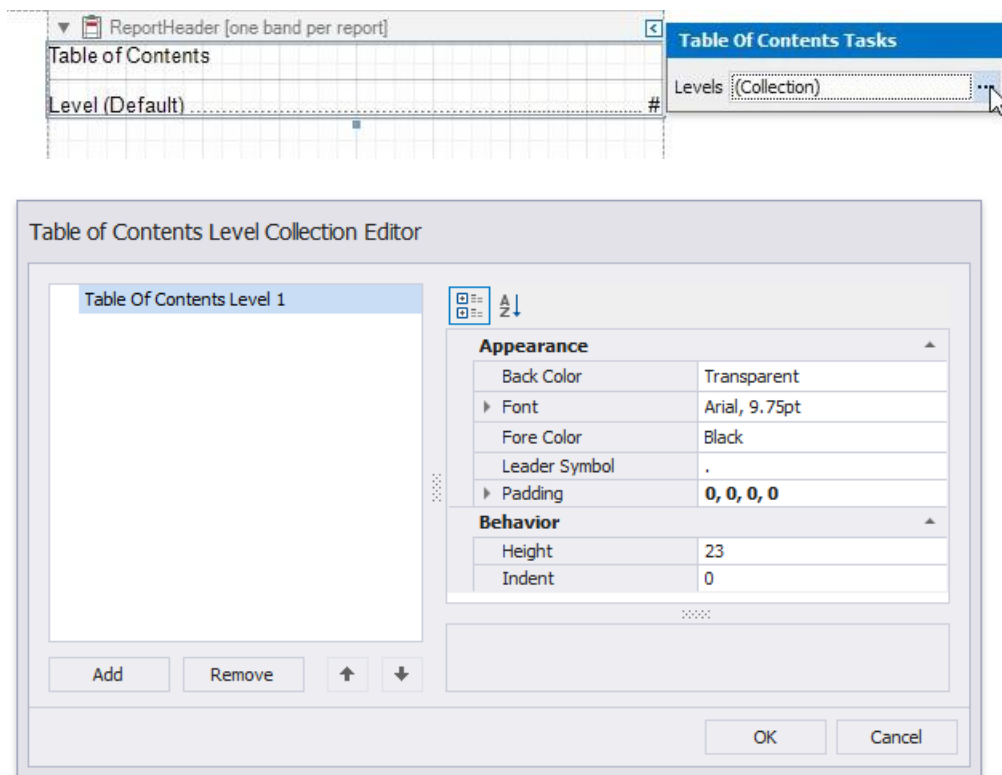 ReportHeader [one band per report]
Table of Contents
Level (Default) ........................................................................ #
Table Of Contents Tasks
Levels (Collection) ...
Table of Contents Level Collection Editor
Table Of Contents Level 1
A
Z
Appearance
Back Color Transparent
Font Arial, 9.75pt
Fore Color Black
Leader Symbol .
Padding 0, 0, 0, 0
Behavior
Height 23
Indent 0
Add Remove
OK Cancel